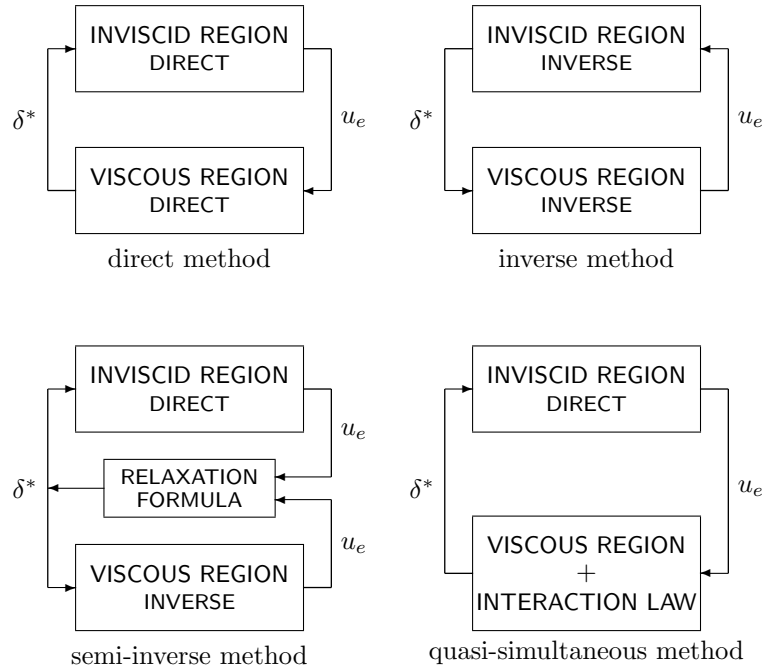 INVISCID REGION
DIRECT
δ*
u_e
VISCOUS REGION
DIRECT
direct method
INVISCID REGION
INVERSE
δ*
u_e
VISCOUS REGION
INVERSE
inverse method
INVISCID REGION
DIRECT
u_e
RELAXATION
FORMULA
δ*
u_e
VISCOUS REGION
INVERSE
semi-inverse method
INVISCID REGION
DIRECT
δ*
u_e
VISCOUS REGION
+
INTERACTION LAW
quasi-simultaneous method